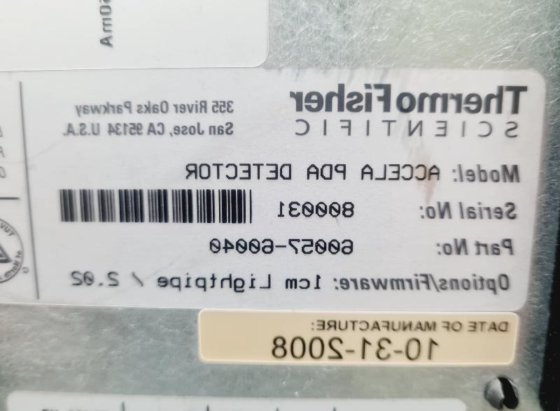 Am0
ThermoFisher
SCIENTIFIC
355 River Oaks Parkway
San Jose, CA, 95134 U.S.A.
Model: ACCELA PDA DETECTOR
Serial No: 800031
Part No: 60057-60040
Options/Firmware: 1cm Lightpipe / 2.02
DATE OF MANUFACTURE:
10-31-2008